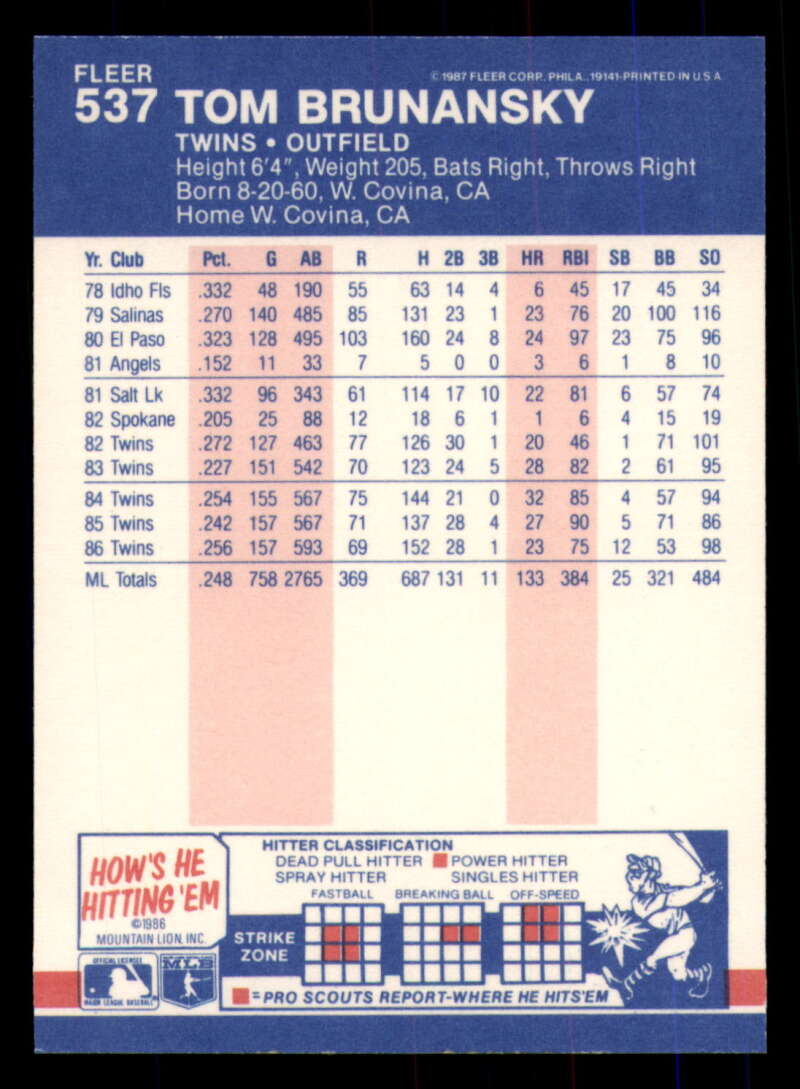 FLEER
© 1987 FLEER CORP. PHILA., 19141-PRINTED IN U S A
537 TOM BRUNANSKY
TWINS • OUTFIELD
Height 6'4", Weight 205, Bats Right, Throws Right
Born 8-20-60, W. Covina, CA
Home W. Covina, CA
Yr. Club Pct. G AB R H 2B 3B HR RBI SB BB SO
78 Idho Fls .332 48 190 55 63 14 4 6 45 17 45 34
79 Salinas .270 140 485 85 131 23 1 23 76 20 100 116
80 El Paso .323 128 495 103 160 24 8 24 97 23 75 96
81 Angels .152 11 33 7 5 0 0 3 6 1 8 10
81 Salt Lk .332 96 343 61 114 17 10 22 81 6 57 74
82 Spokane .205 25 88 12 18 6 1 1 6 4 15 19
82 Twins .272 127 463 77 126 30 1 20 46 1 71 101
83 Twins .227 151 542 70 123 24 5 28 82 2 61 95
84 Twins .254 155 567 75 144 21 0 32 85 4 57 94
85 Twins .242 157 567 71 137 28 4 27 90 5 71 86
86 Twins .256 157 593 69 152 28 1 23 75 12 53 98
ML Totals .248 758 2765 369 687 131 11 133 384 25 321 484
HOW'S HE
HITTING 'EM
©1986
MOUNTAIN LION, INC.
HITTER CLASSIFICATION
DEAD PULL HITTER POWER HITTER
SPRAY HITTER SINGLES HITTER
FASTBALL BREAKING BALL OFF-SPEED
STRIKE
ZONE
= PRO SCOUTS REPORT-WHERE HE HITS 'EM
OFFICIAL LICENSEE
MAJOR LEAGUE BASEBALL
MLB